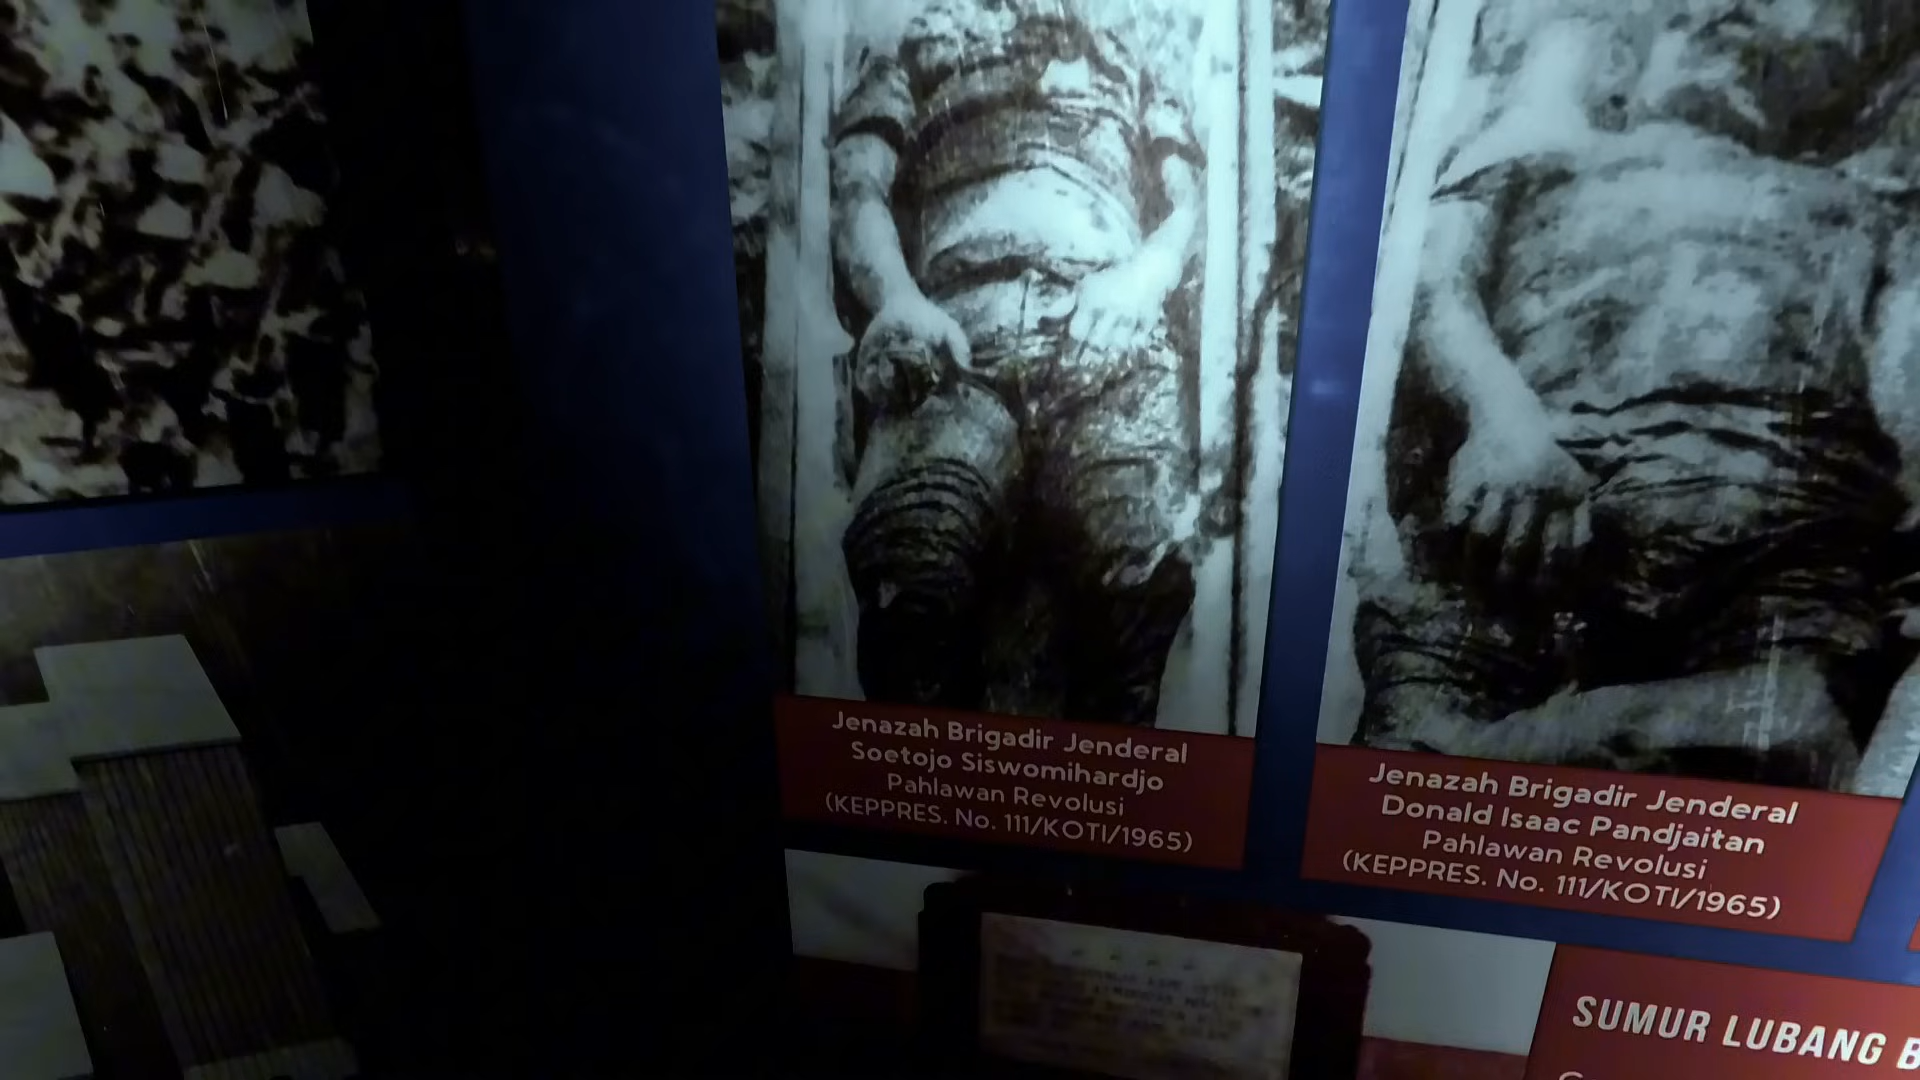 Jenazah Brigadir Jenderal
Soetojo Siswomihardjo
Pahlawan Revolusi
(KEPPRES. No. 111/KOTI/1965)
Jenazah Brigadir Jenderal
Donald Isaac Pandjaitan
Pahlawan Revolusi
(KEPPRES. No. 111/KOTI/1965)
SUMUR LUBANG B